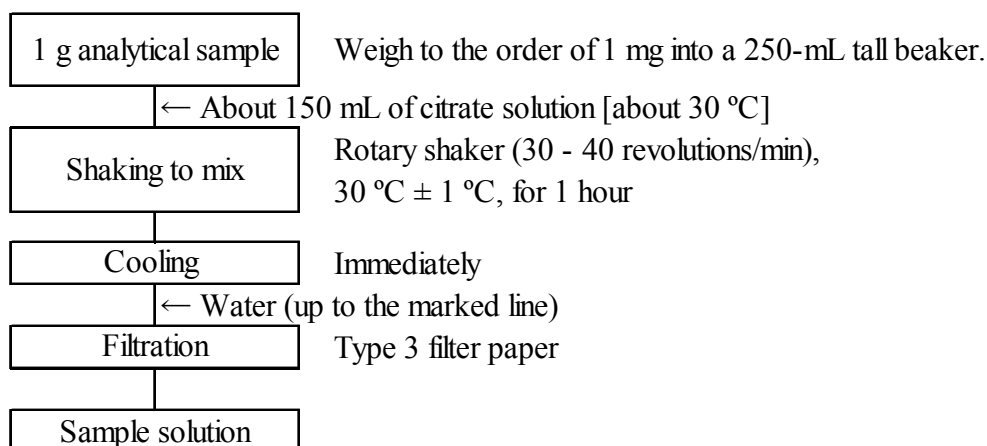 1 g analytical sample
Weigh to the order of 1 mg into a 250-mL tall beaker.
← About 150 mL of citrate solution [about 30 ºC]
Shaking to mix
Rotary shaker (30 - 40 revolutions/min),
30 ºC ± 1 ºC, for 1 hour
Cooling
Immediately
← Water (up to the marked line)
Filtration
Type 3 filter paper
Sample solution